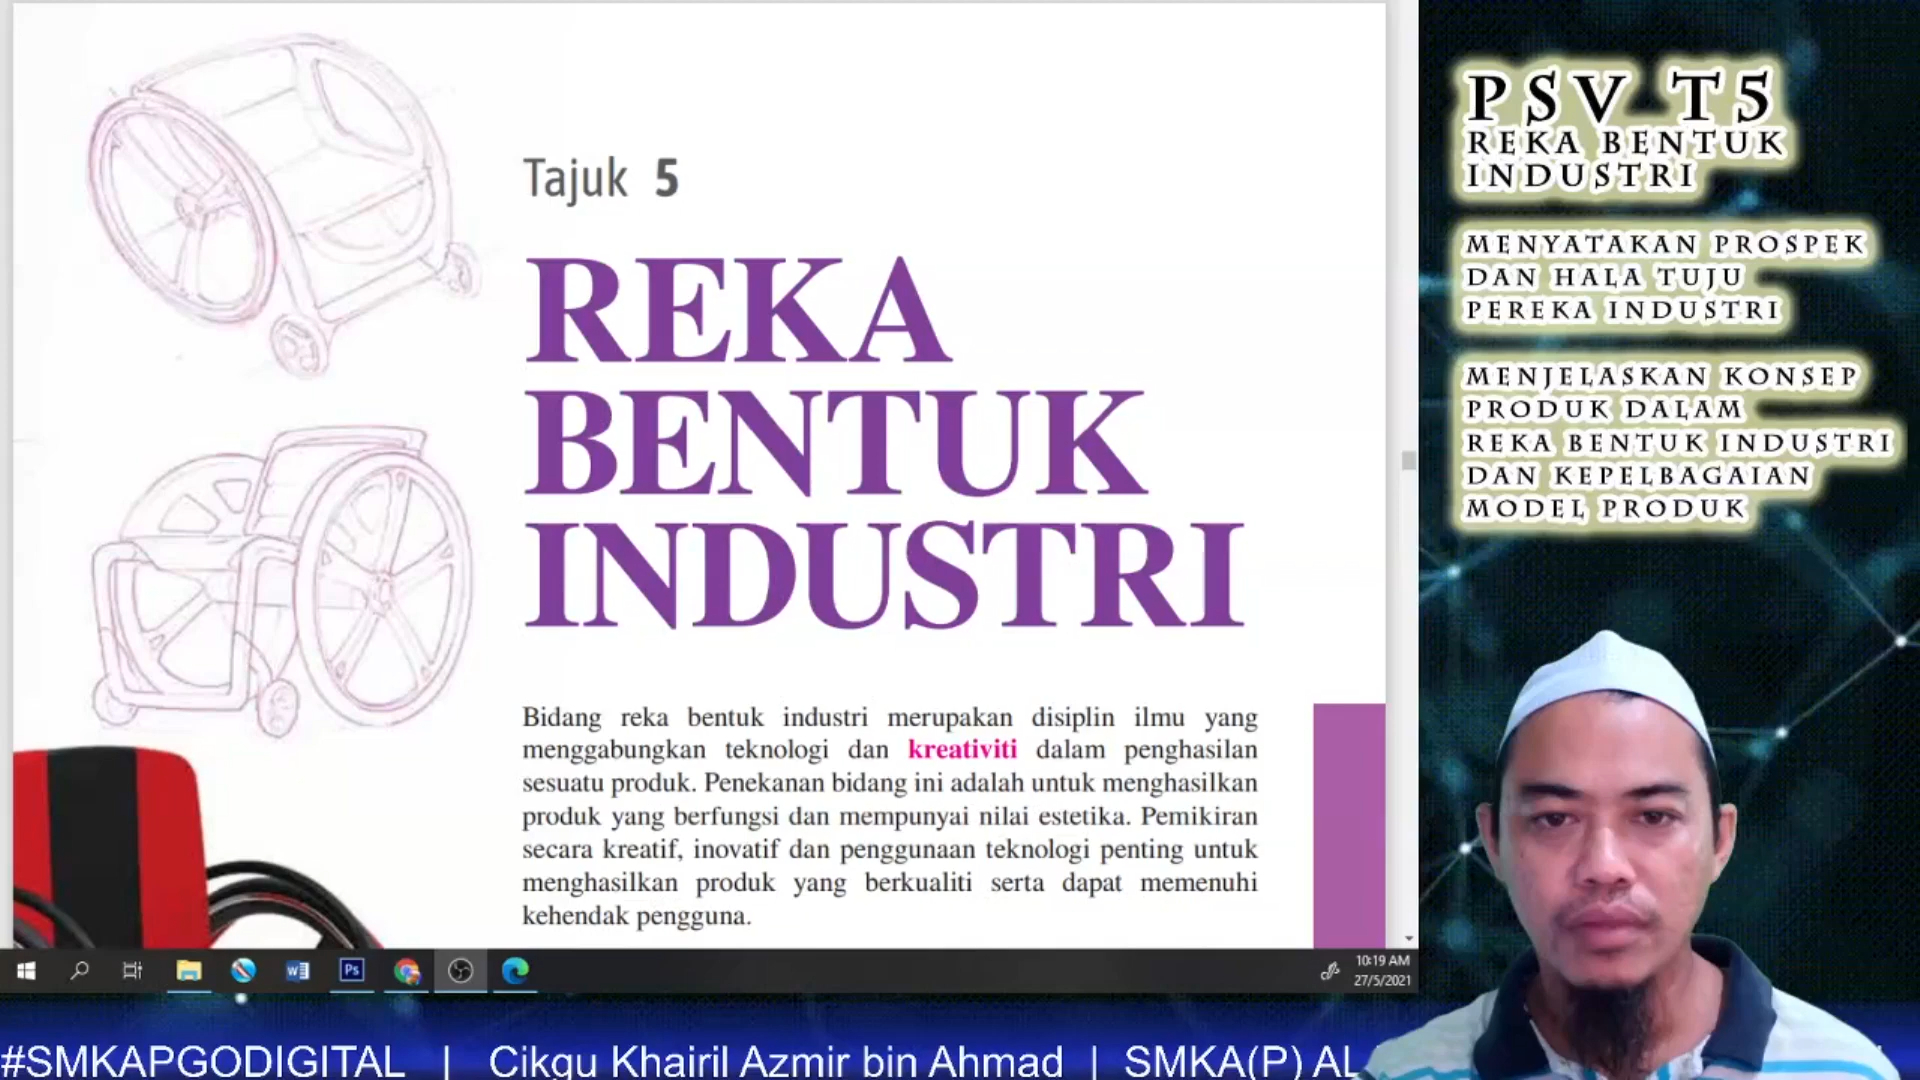 Tajuk 5
REKA
BENTUK
INDUSTRI
Bidang reka bentuk industri merupakan disiplin ilmu yang
menggabungkan teknologi dan kreativiti dalam penghasilan
sesuatu produk. Penekanan bidang ini adalah untuk menghasilkan
produk yang berfungsi dan mempunyai nilai estetika. Pemikiran
secara kreatif, inovatif dan penggunaan teknologi penting untuk
menghasilkan produk yang berkualiti serta dapat memenuhi
kehendak pengguna.
PSV T5
REKA BENTUK
INDUSTRI
MENYATAKAN PROSPEK
DAN HALA TUJU
PEREKA INDUSTRI
MENJELASKAN KONSEP
PRODUK DALAM
REKA BENTUK INDUSTRI
DAN KEPELBAGAIAN
MODEL PRODUK
Ps
10:19 AM
27/5/2021
#SMKAPGODIGITAL | Cikgu Khairil Azmir bin Ahmad | SMKA(P) AL